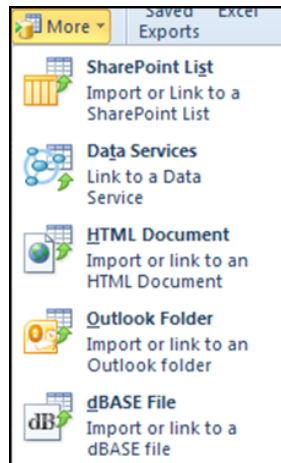 More
Saved Excel
Exports
SharePoint List
Import or Link to a
SharePoint List
Data Services
Link to a Data
Service
HTML Document
Import or link to an
HTML Document
Outlook Folder
Import or link to an
Outlook folder
dBASE File
dB
Import or link to a
dBASE file